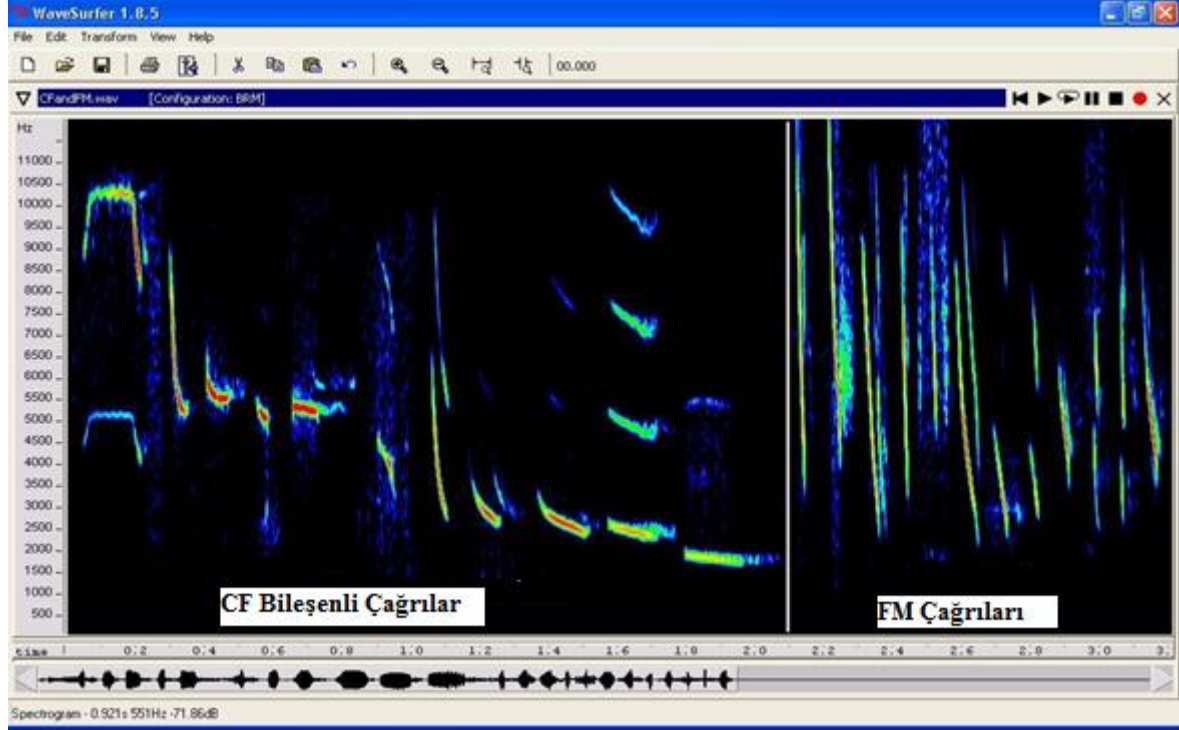 WaveSurfer 1.8.5
File Edit Transform View Help
00.000
CFandFM.wav [Configuration: BRM]
Hz
11000
10500
10000
9500
9000
8500
8000
7500
7000
6500
6000
5500
5000
4500
4000
3500
3000
2500
2000
1500
1000
500
CF Bileşenli Çağrılar
FM Çağrıları
time 0.2 0.4 0.6 0.8 1.0 1.2 1.4 1.6 1.8 2.0 2.2 2.4 2.6 2.8 3.0 3.
Spectrogram - 0.921s 551Hz -71.86dB